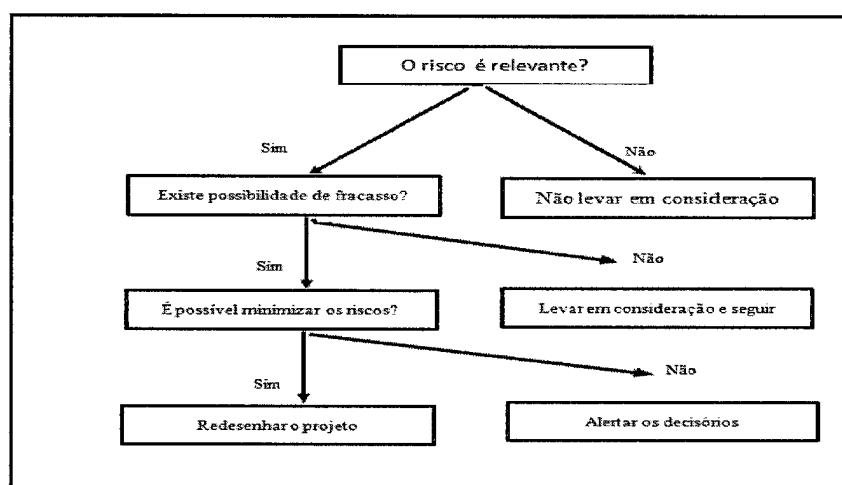 O risco é relevante?
Sim
Não
Existe possibilidade de fracasso?
Não levar em consideração
Sim
Não
É possível minimizar os riscos?
Levar em consideração e seguir
Sim
Não
Redesenhar o projeto
Alertar os decisórios